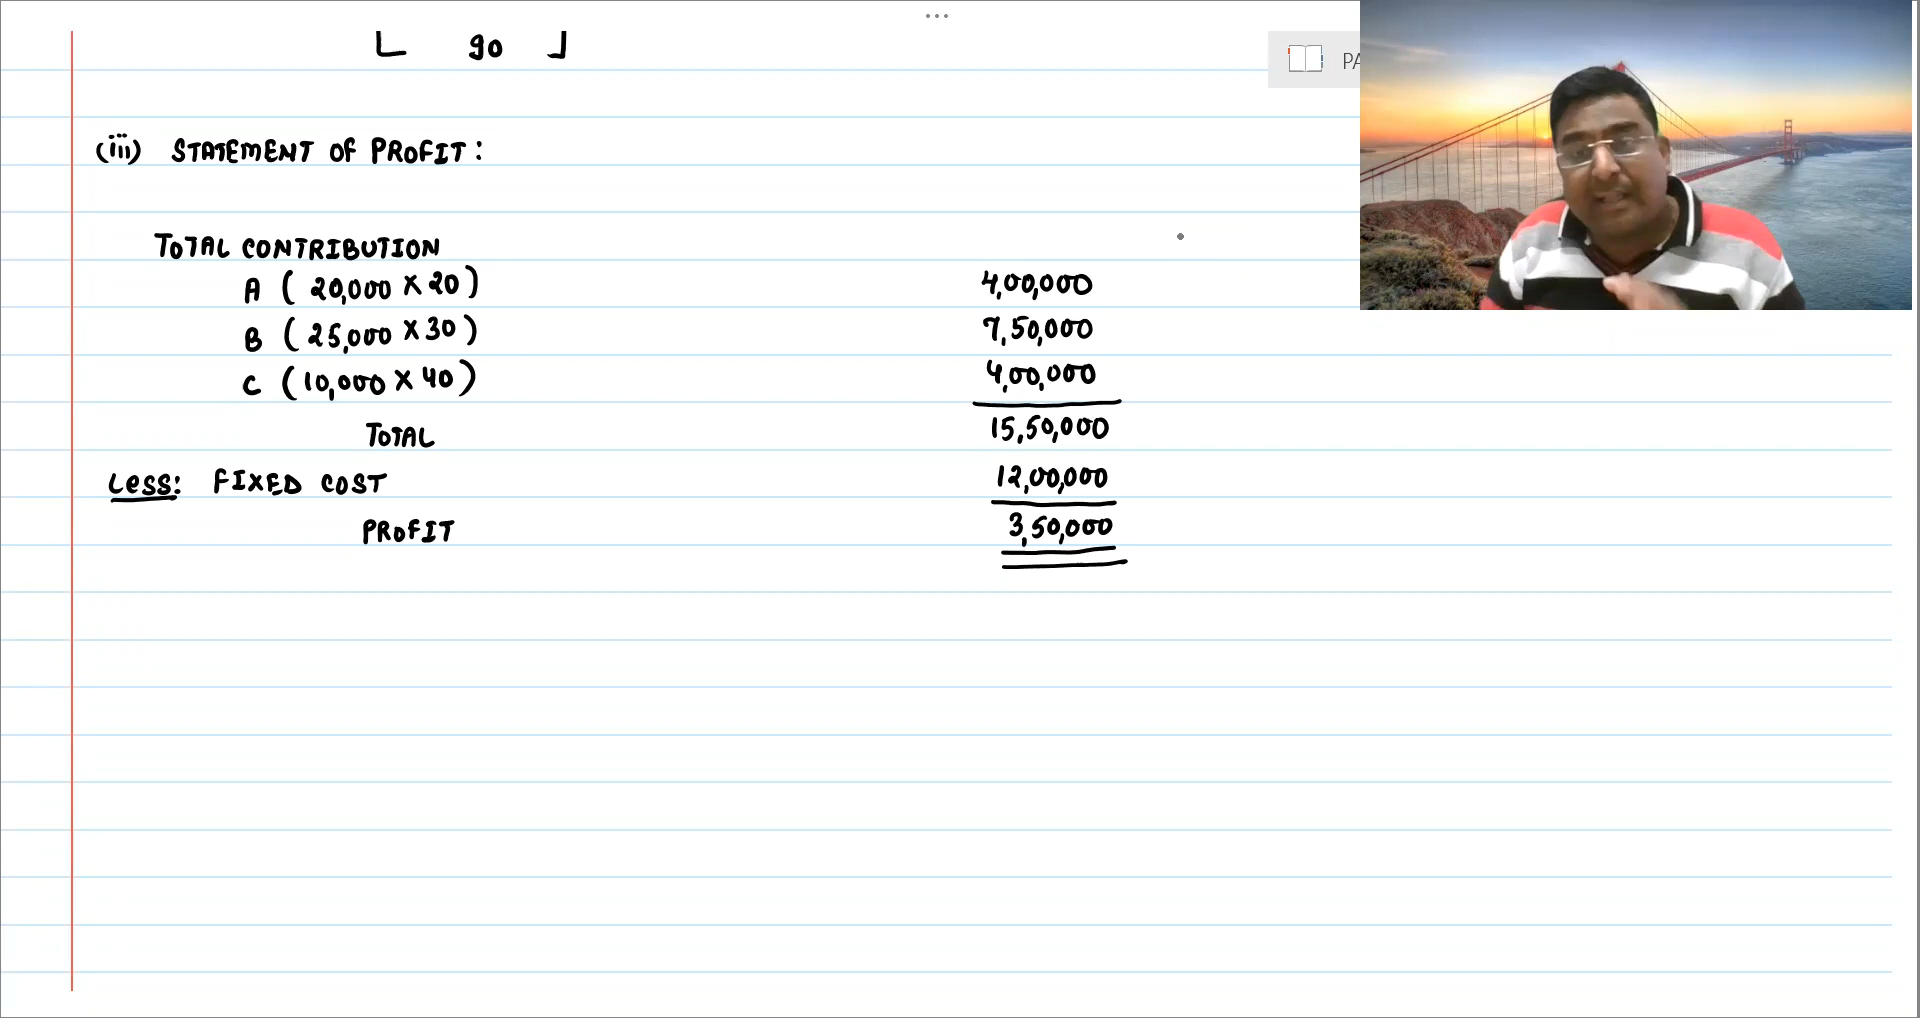 90
PA
(iii) STATEMENT OF PROFIT:
TOTAL CONTRIBUTION
A ( 20,000 X 20 ) 4,00,000
B ( 25,000 X 30 ) 7,50,000
C ( 10,000 X 40 ) 4,00,000
TOTAL 15,50,000
Less: FIXED COST 12,00,000
PROFIT 3,50,000